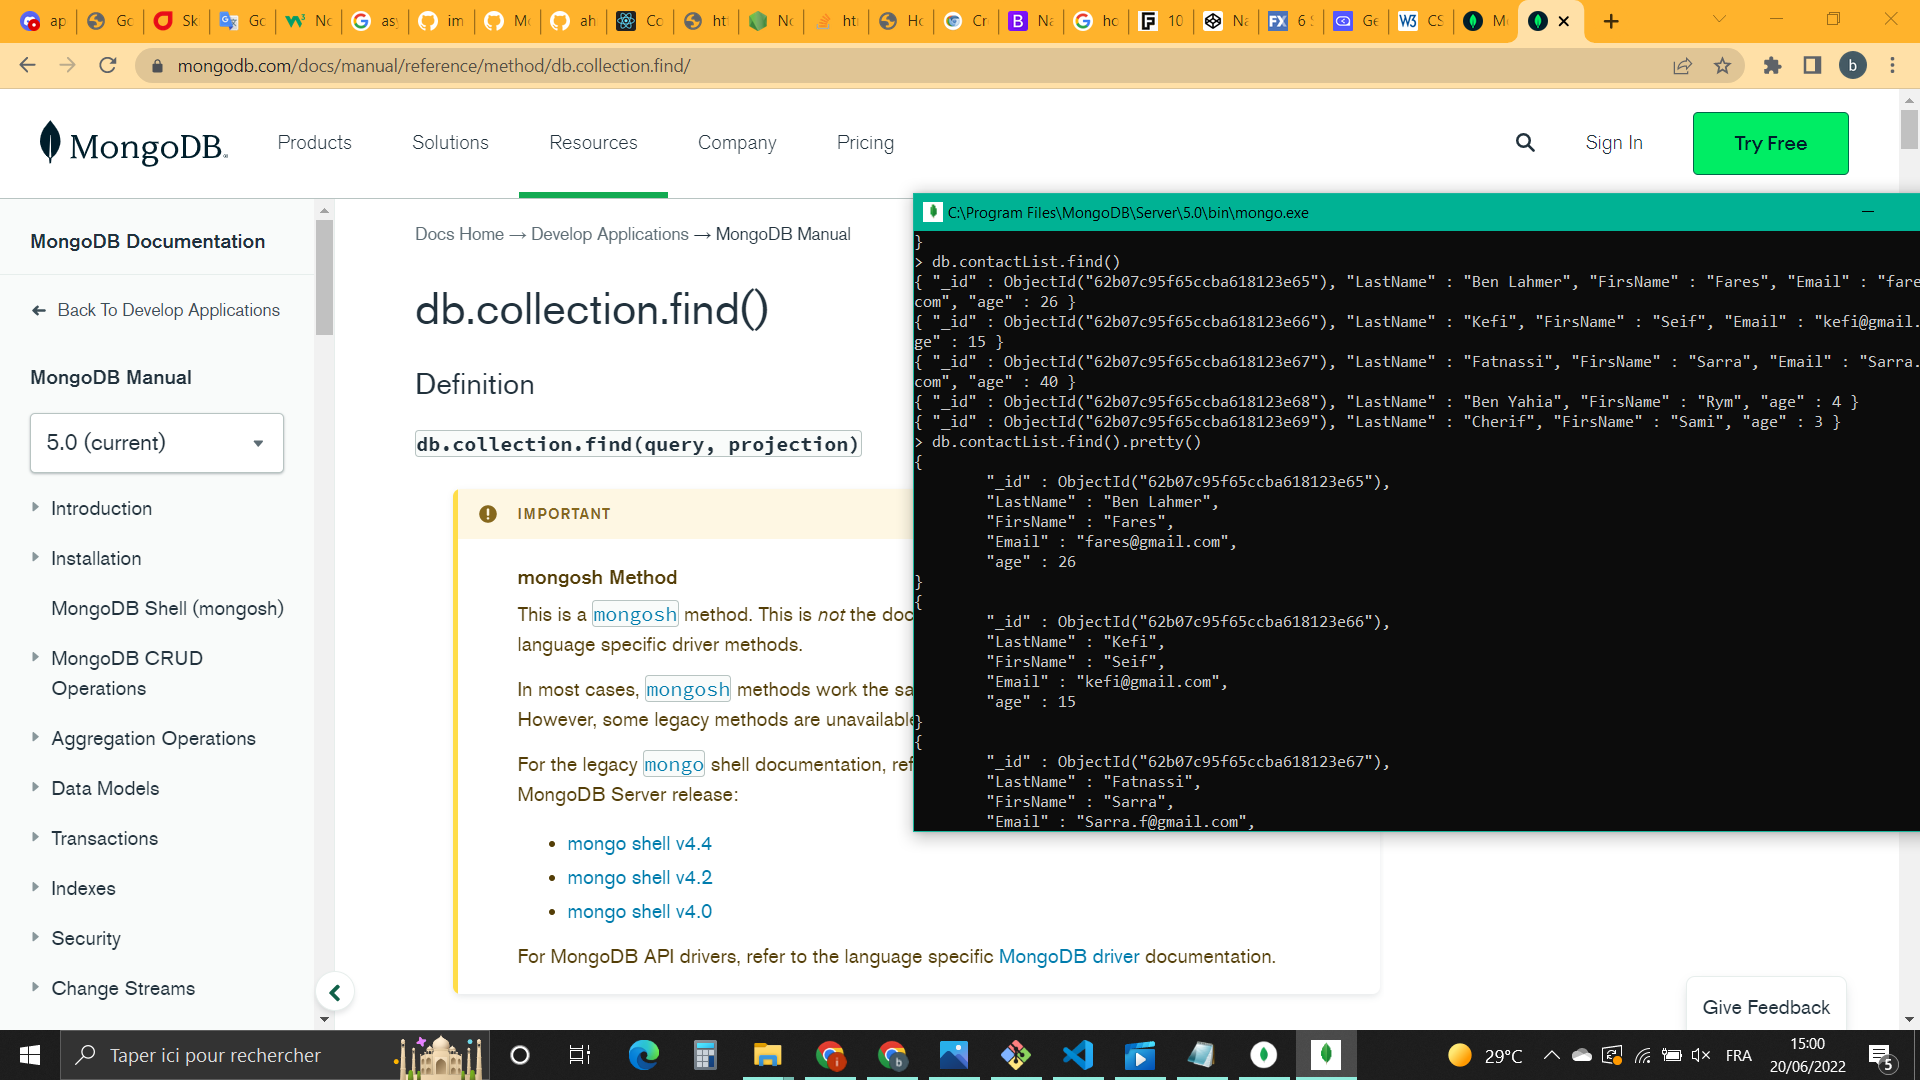 ap
Go
Sk
Go
No
as
im
Mo
ah
Co
ht
No
ht
Ho
Cr
Na
ho
10
Na
6 S
Ge
CS
M
mongodb.com/docs/manual/reference/method/db.collection.find/
b
MongoDB.
Products
Solutions
Resources
Company
Pricing
Sign In
Try Free
MongoDB Documentation
Back To Develop Applications
MongoDB Manual
5.0 (current)
Introduction
Installation
MongoDB Shell (mongosh)
MongoDB CRUD
Operations
Aggregation Operations
Data Models
Transactions
Indexes
Security
Change Streams
Docs Home → Develop Applications → MongoDB Manual
db.collection.find()
Definition
db.collection.find(query, projection)
IMPORTANT
mongosh Method
This is a mongosh method. This is not the doc
language specific driver methods.
In most cases, mongosh methods work the sa
However, some legacy methods are unavailable
For the legacy mongo shell documentation, ref
MongoDB Server release:
mongo shell v4.4
mongo shell v4.2
mongo shell v4.0
For MongoDB API drivers, refer to the language specific MongoDB driver documentation.
Give Feedback
C:\Program Files\MongoDB\Server\5.0\bin\mongo.exe
}
> db.contactList.find()
{ "_id" : ObjectId("62b07c95f65ccba618123e65"), "LastName" : "Ben Lahmer", "FirsName" : "Fares", "Email" : "fare
com", "age" : 26 }
{ "_id" : ObjectId("62b07c95f65ccba618123e66"), "LastName" : "Kefi", "FirsName" : "Seif", "Email" : "kefi@gmail.
ge" : 15 }
{ "_id" : ObjectId("62b07c95f65ccba618123e67"), "LastName" : "Fatnassi", "FirsName" : "Sarra", "Email" : "Sarra.
com", "age" : 40 }
{ "_id" : ObjectId("62b07c95f65ccba618123e68"), "LastName" : "Ben Yahia", "FirsName" : "Rym", "age" : 4 }
{ "_id" : ObjectId("62b07c95f65ccba618123e69"), "LastName" : "Cherif", "FirsName" : "Sami", "age" : 3 }
> db.contactList.find().pretty()
{
"_id" : ObjectId("62b07c95f65ccba618123e65"),
"LastName" : "Ben Lahmer",
"FirsName" : "Fares",
"Email" : "fares@gmail.com",
"age" : 26
}
{
"_id" : ObjectId("62b07c95f65ccba618123e66"),
"LastName" : "Kefi",
"FirsName" : "Seif",
"Email" : "kefi@gmail.com",
"age" : 15
}
{
"_id" : ObjectId("62b07c95f65ccba618123e67"),
"LastName" : "Fatnassi",
"FirsName" : "Sarra",
"Email" : "Sarra.f@gmail.com",
Taper ici pour rechercher
29°C
FRA
15:00
20/06/2022
5